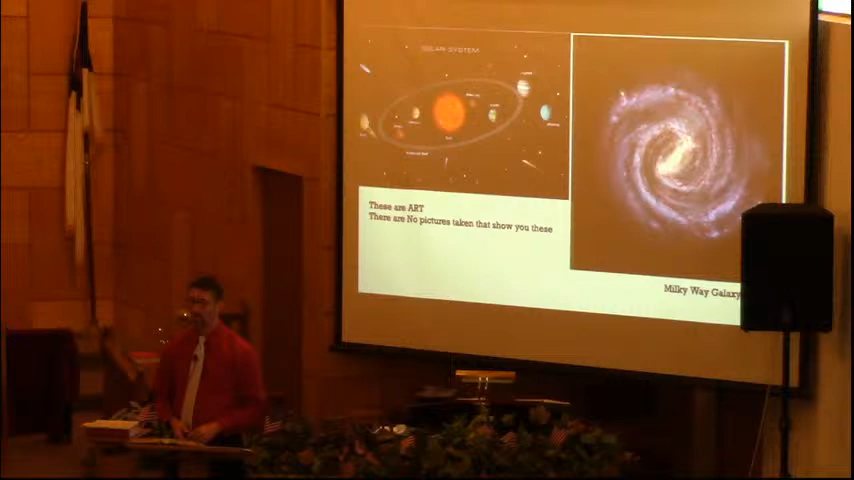 SOLAR SYSTEM
These are ART
There are No pictures taken that show you these
Milky Way Galaxy